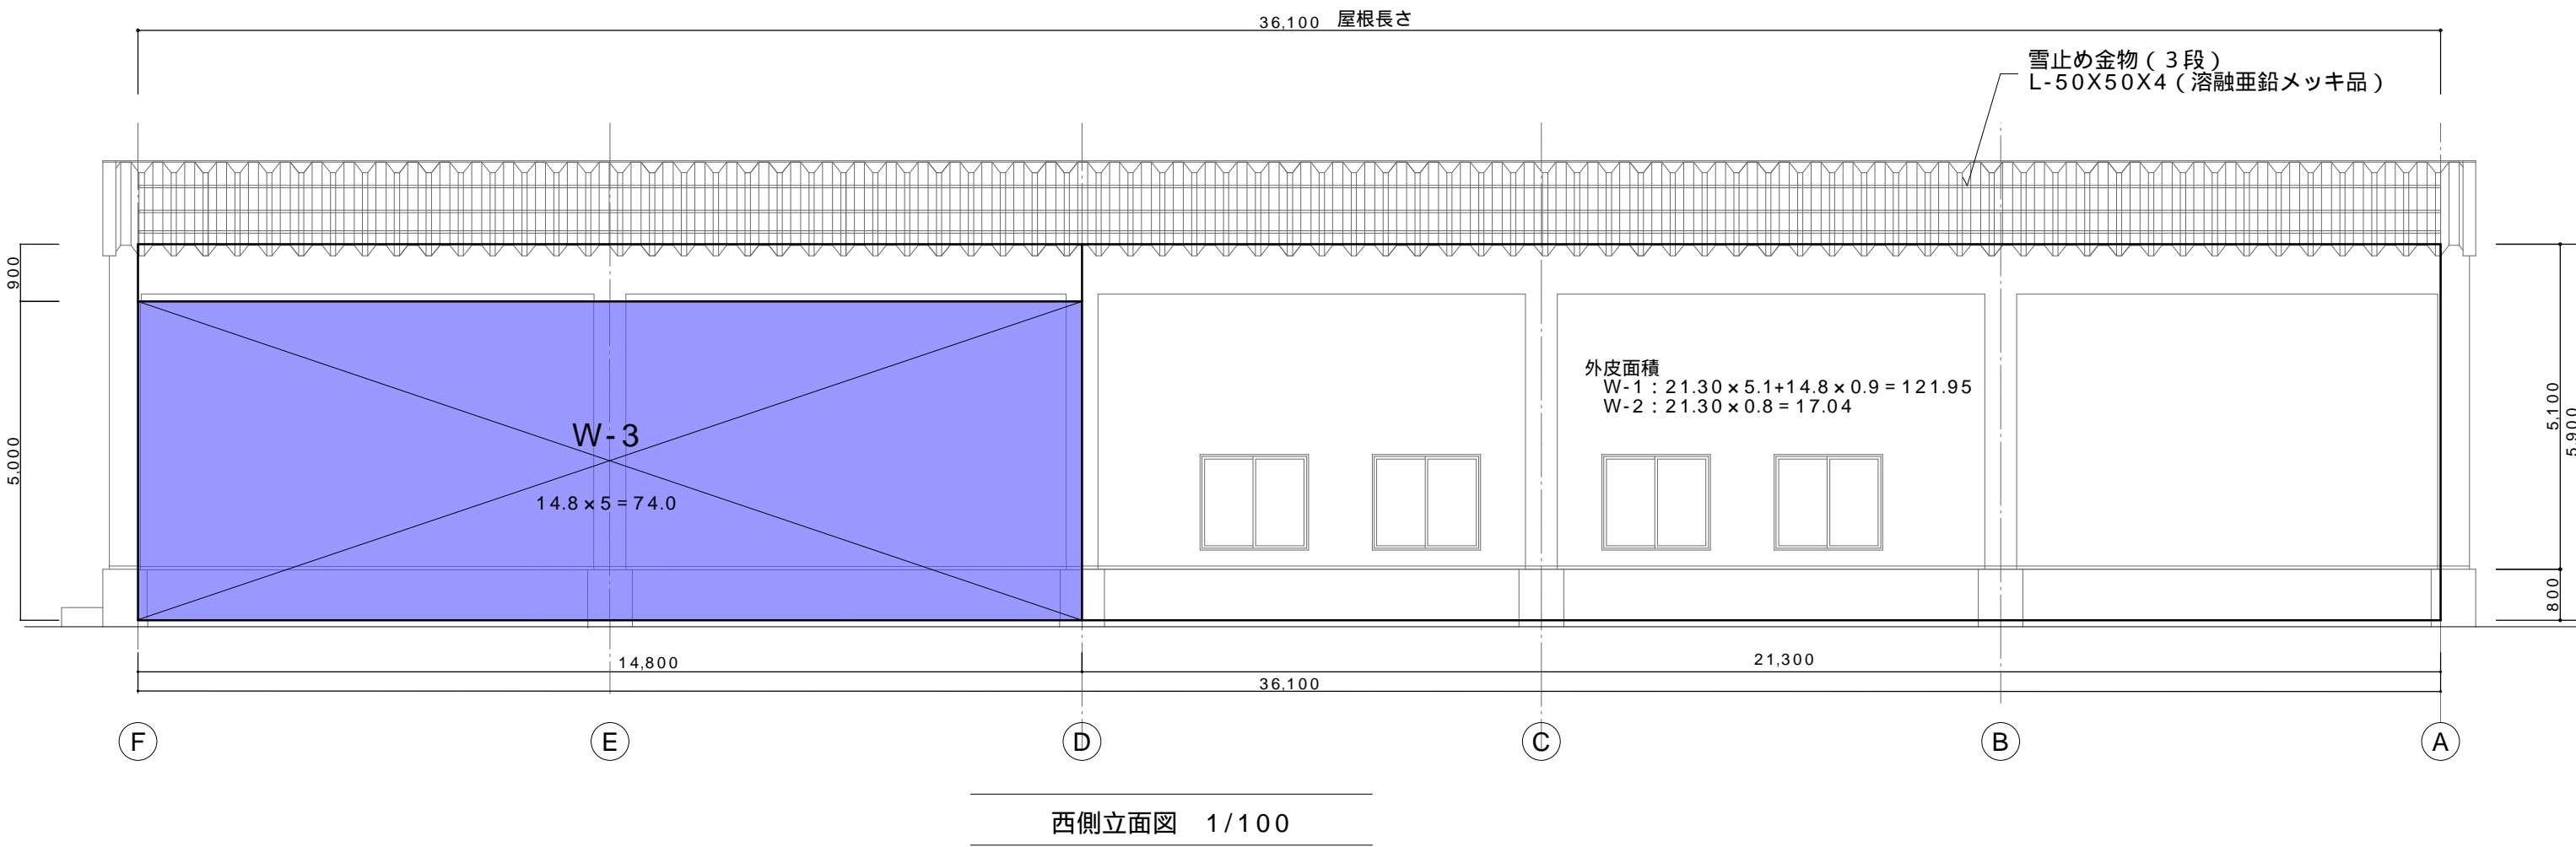 36,100 屋根長さ
雪止め金物（３段）
L-50X50X4（溶融亜鉛メッキ品）
900
5,000
5,100
5,900
800
外皮面積
W-1：21.30×5.1+14.8×0.9＝121.95
W-2：21.30×0.8＝17.04
W-3
14.8×5＝74.0
14,800
21,300
36,100
F E D C B A
西側立面図 1/100